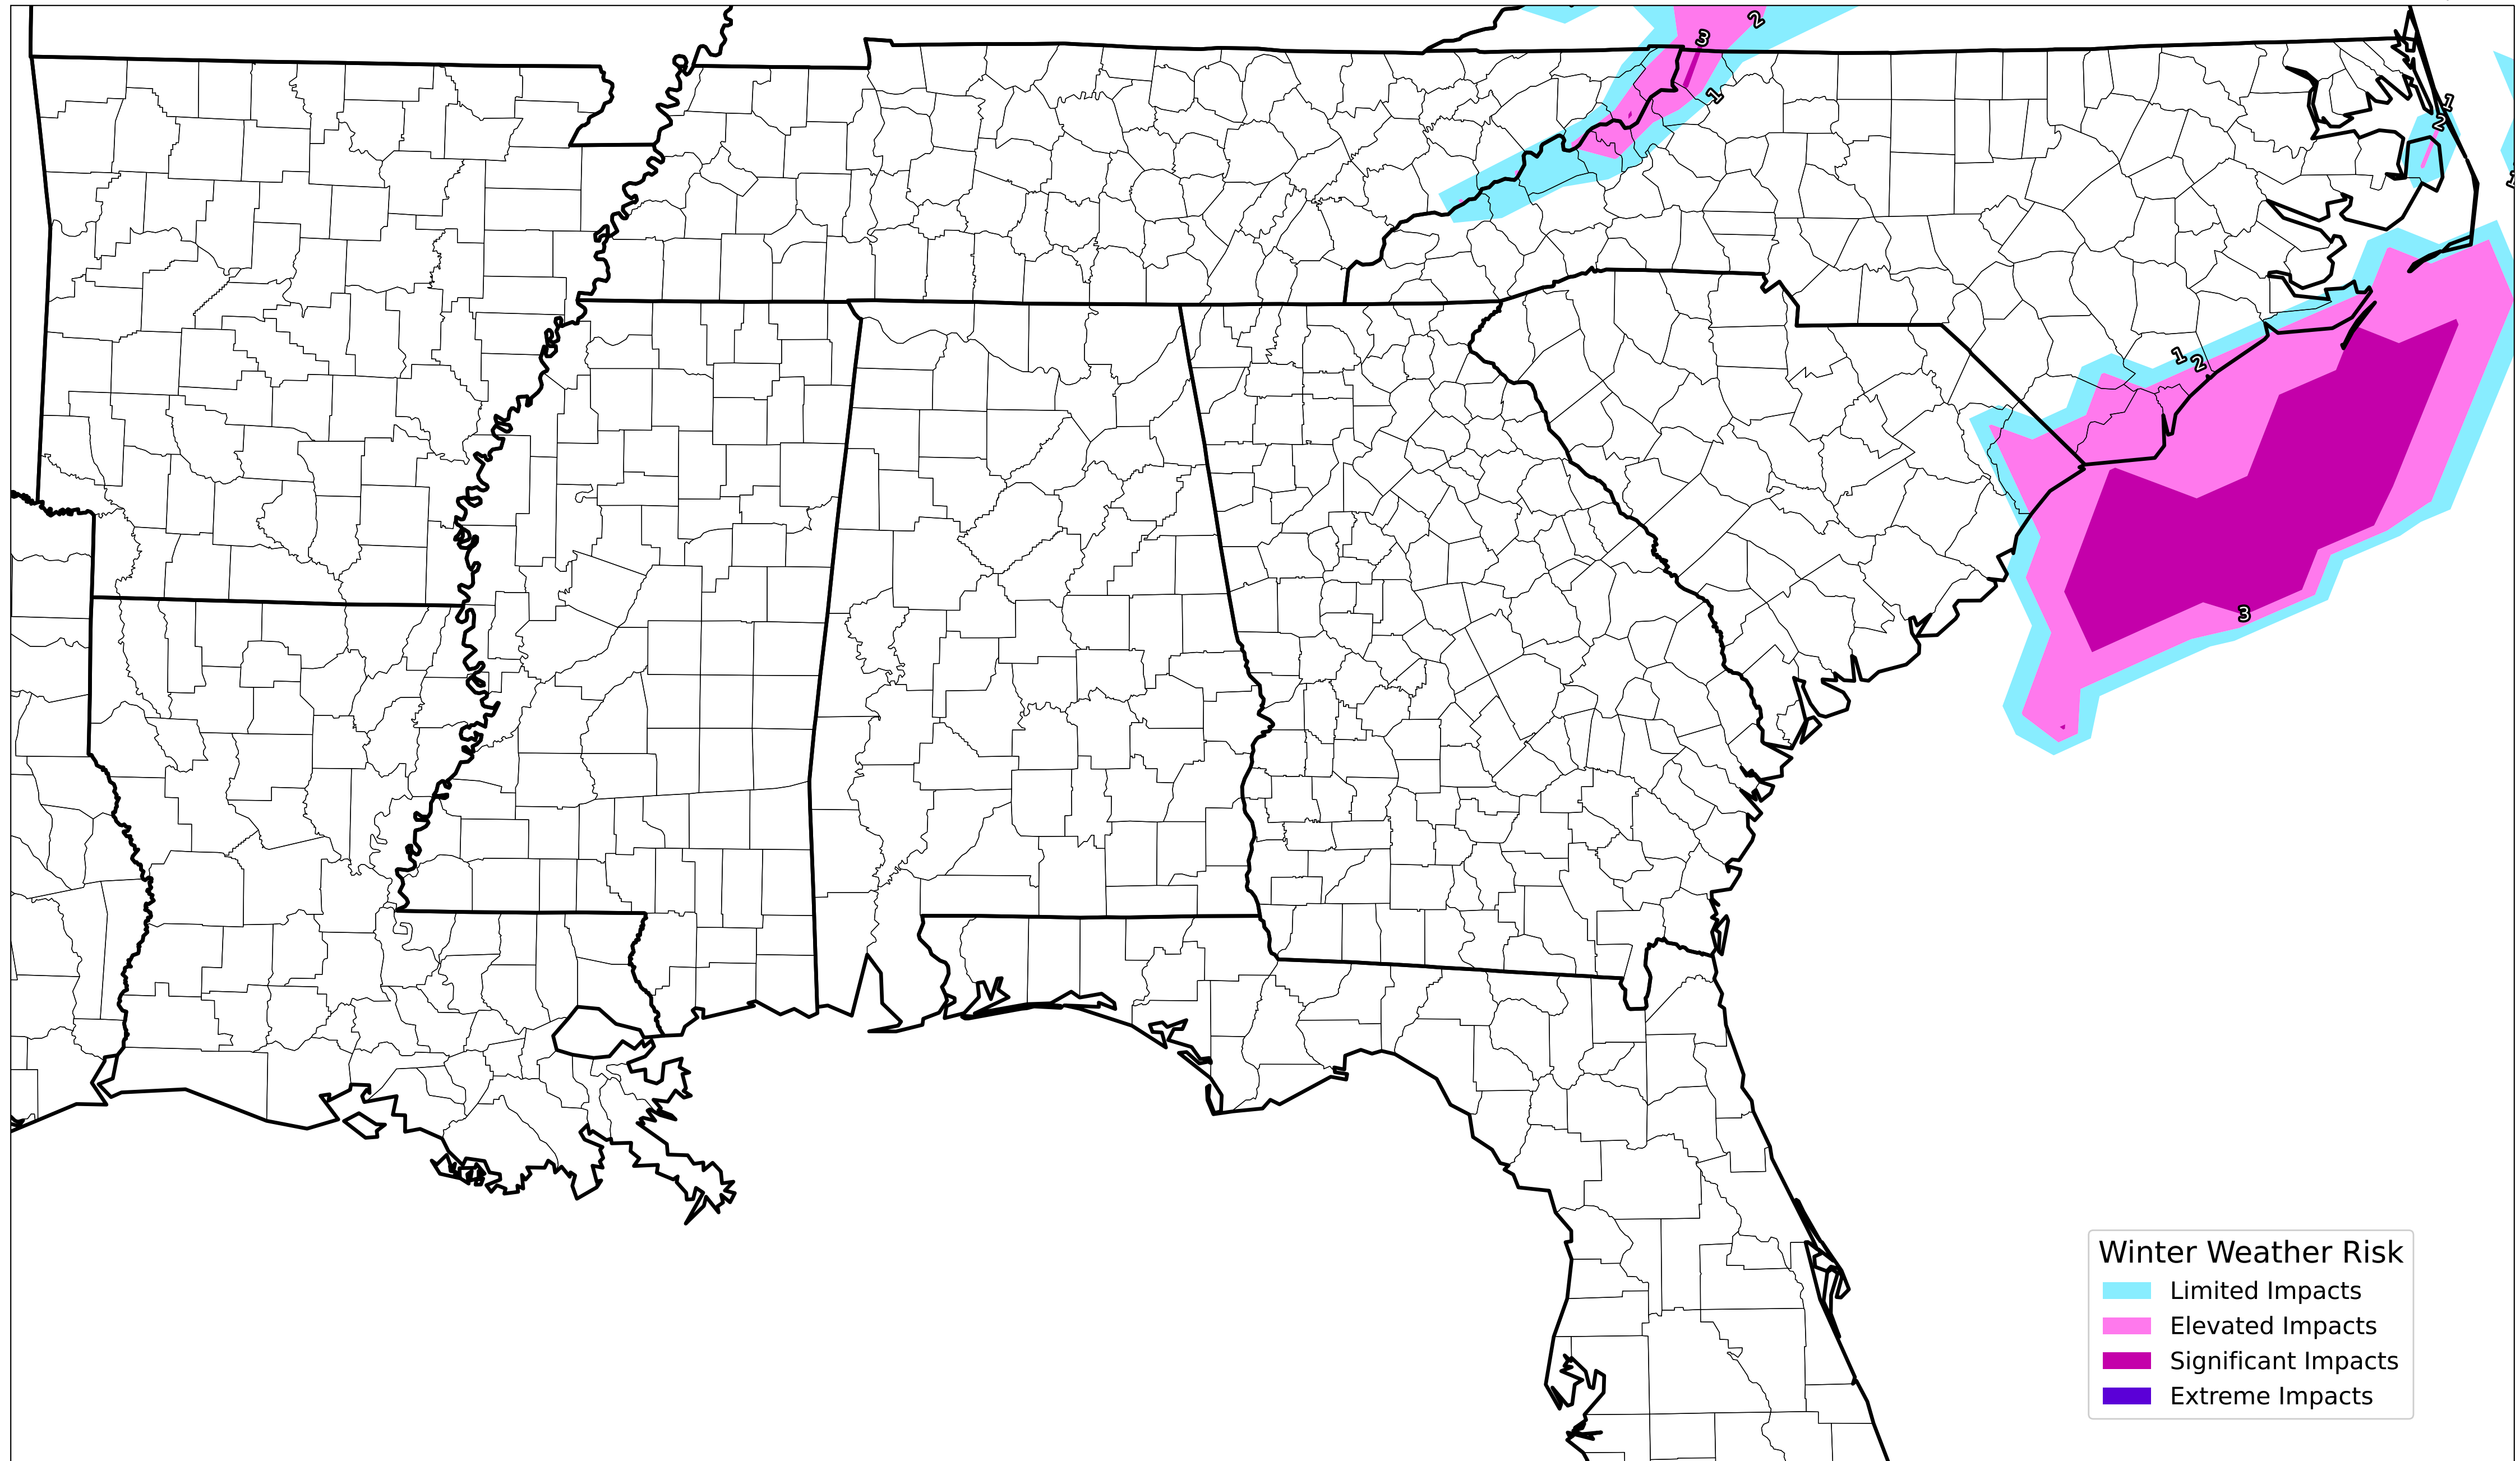 2
3
1
1
2
1
1
2
3
Winter Weather Risk
Limited Impacts
Elevated Impacts
Significant Impacts
Extreme Impacts